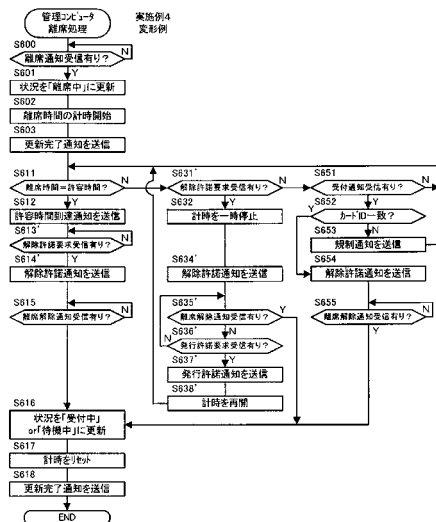 管理コンピュータ
離席処理
実施例4
変形例
S600
離席通知受信有り?
N
Y
S601
状況を「離席中」に更新
S602
離席時間の計時開始
S603
更新完了通知を送信
S611
離席時間=許容時間?
N
Y
S612
許容時間到達通知を送信
S613'
解除許諾要求受信有り?
N
Y
S614'
解除許諾通知を送信
S615
離席解除通知受信有り?
N
Y
S631'
解除許諾要求受信有り?
N
Y
S632
計時を一時停止
S634'
解除許諾通知を送信
S635'
離席解除通知受信有り?
Y
N
S636'
発行許諾要求受信有り?
N
Y
S637'
発行許諾通知を送信
S638'
計時を再開
S651
受付通知受信有り?
N
Y
S652
カードID一致?
Y
N
S653
規制通知を送信
S654
解除許諾通知を送信
S655
離席解除通知受信有り?
N
Y
S616
状況を「受付中」
or「待機中」に更新
S617
計時をリセット
S618
更新完了通知を送信
END